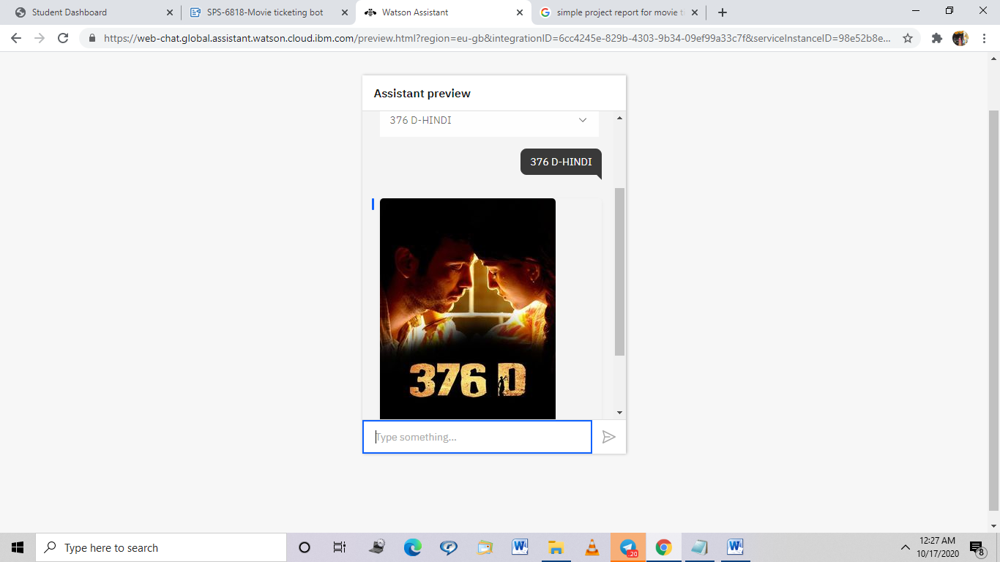 Student Dashboard
SPS-6818-Movie ticketing bot
Watson Assistant
simple project report for movie t
https://web-chat.global.assistant.watson.cloud.ibm.com/preview.html?region=eu-gb&integrationID=6cc4245e-829b-4303-9b34-09ef99a33c7f&serviceInstanceID=98e52b8e...
Assistant preview
376 D-HINDI
376 D-HINDI
376 D
Type something...
Type here to search
20
12:27 AM
10/17/2020
8